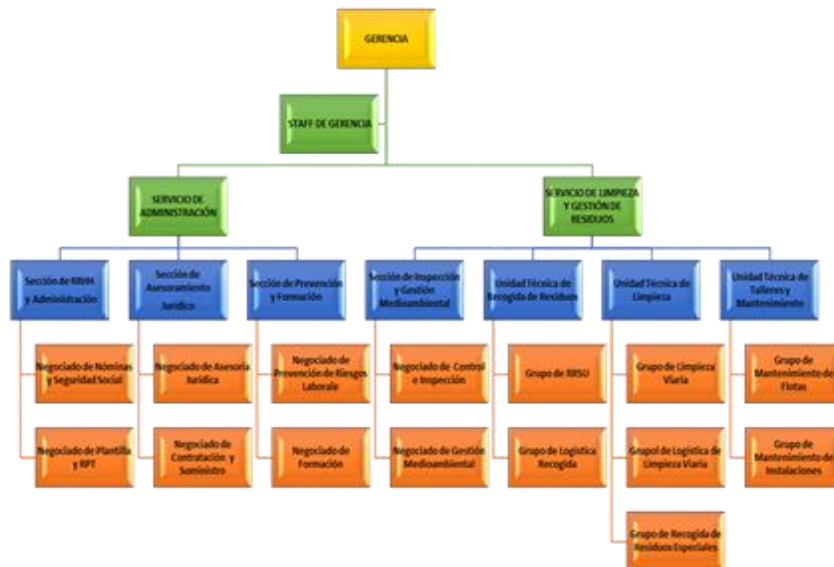 GERENCIA
STAFF DE GERENCIA
SERVICIO DE
ADMINISTRACIÓN
SERVICIO DE LIMPIEZA
Y GESTIÓN DE
RESIDUOS
Sección de RRHH
y Administración
Sección de
Asesoramiento
Jurídico
Sección de Prevención
y Formación
Sección de Inspección
y Gestión
Medioambiental
Unidad Técnica de
Recogida de Residuos
Unidad Técnica de
Limpieza
Unidad Técnica de
Talleres y
Mantenimiento
Negociado de Nóminas
y Seguridad Social
Negociado de Asesoria
Jurídica
Negociado de
Prevención de Riesgos
Laborale
Negociado de Control
e Inspección
Grupo de RRSU
Grupo de Limpieza
Viaria
Grupo de
Mantenimiento de
Flotas
Negociado de Plantilla
y RPT
Negociado de
Contratación y
Suministro
Negociado de
Formación
Negociado de Gestión
Medioambiental
Grupo de Logística
Recogida
Grupol de Logística de
Limpieza Viaria
Grupo de
Mantenimiento de
Instalaciones
Grupo de Recogida de
Residuos Especiales